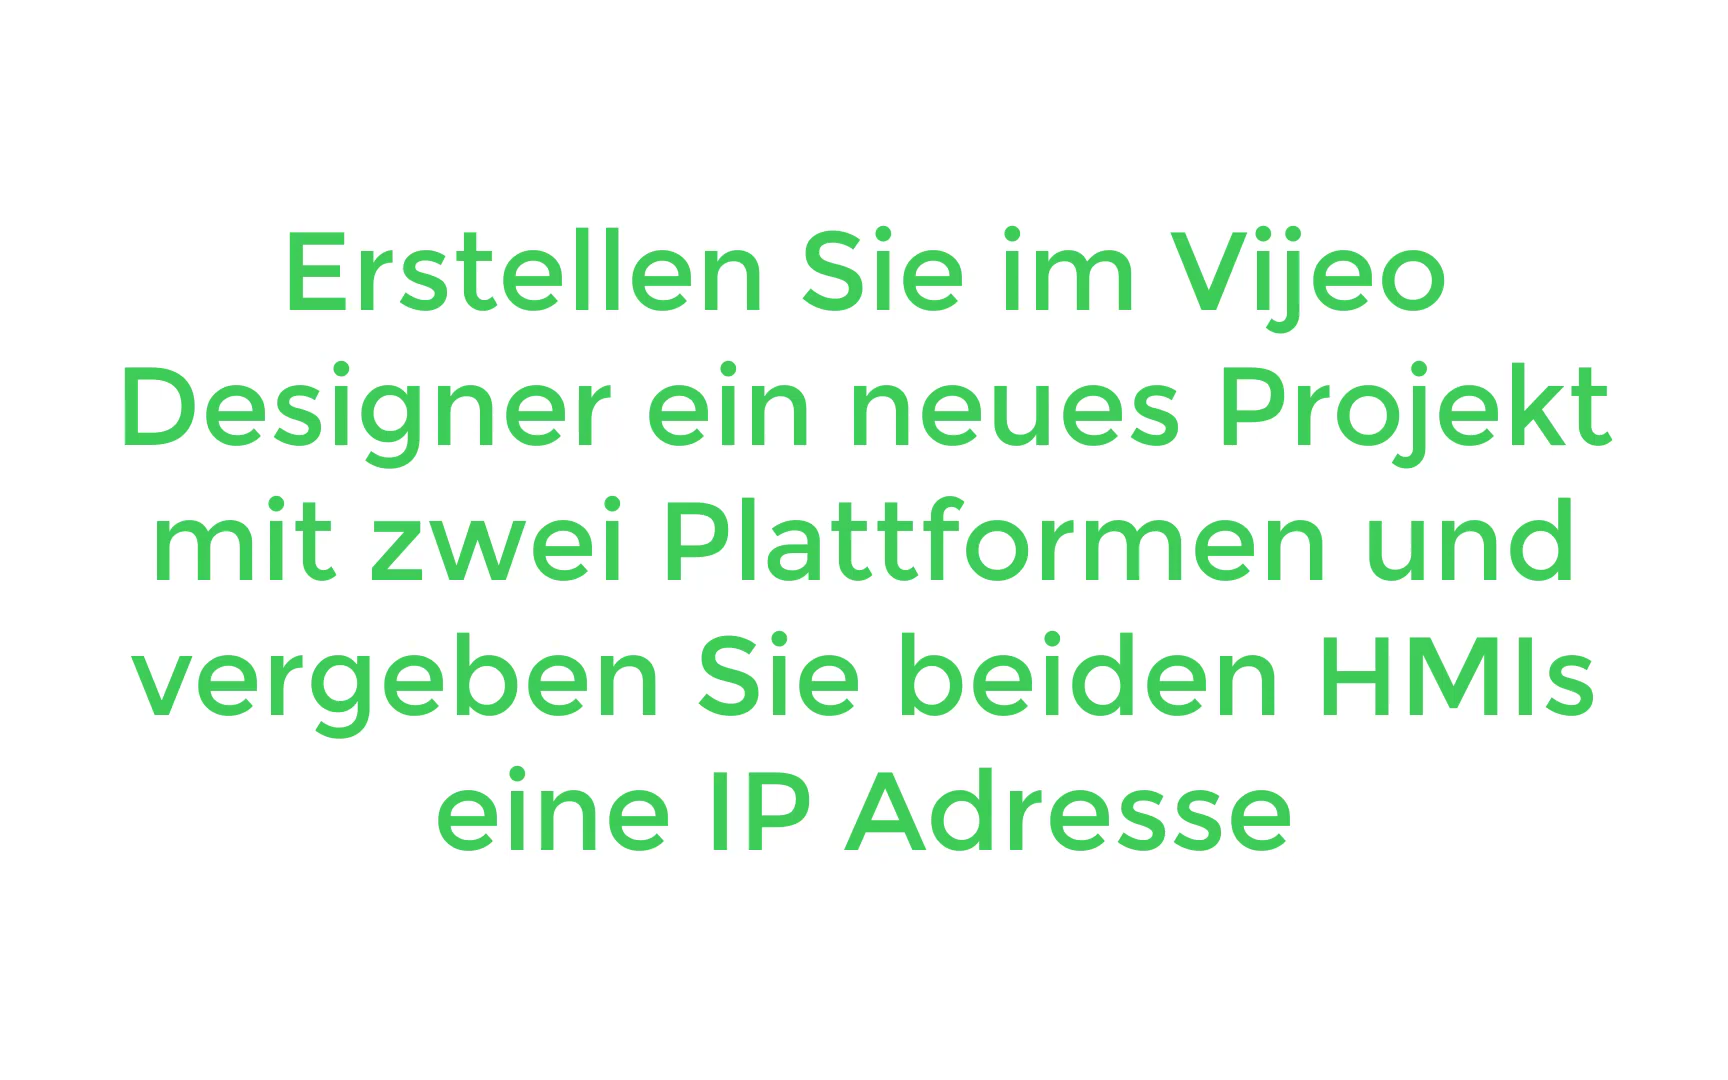 Erstellen Sie im Vijeo
Designer ein neues Projekt
mit zwei Plattformen und
vergeben Sie beiden HMIs
eine IP Adresse